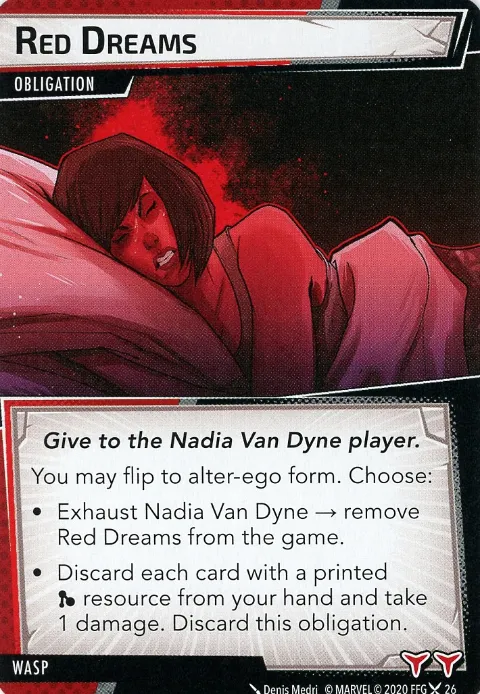 RED DREAMS
OBLIGATION
Give to the Nadia Van Dyne player.
You may flip to alter-ego form. Choose:
• Exhaust Nadia Van Dyne → remove
Red Dreams from the game.
• Discard each card with a printed
resource from your hand and take
1 damage. Discard this obligation.
WASP
Denis Medri © MARVEL © 2020 FFG 26